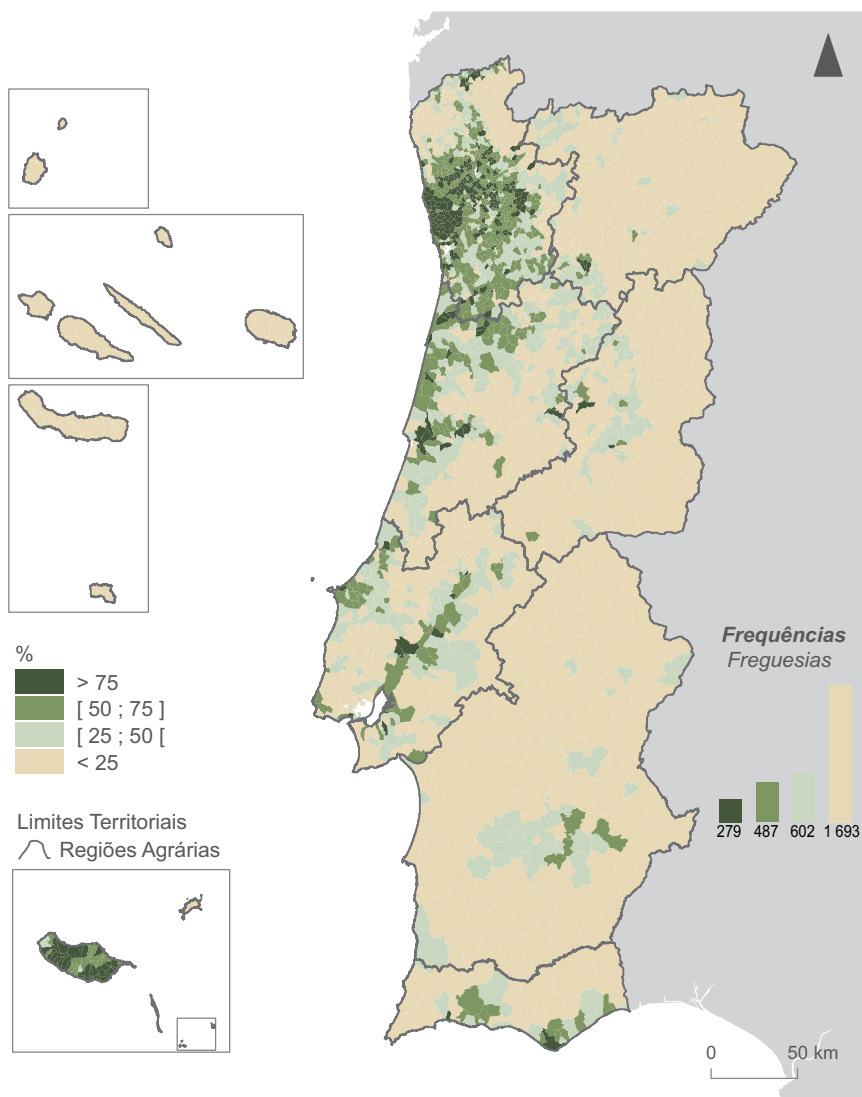 %
> 75
[ 50 ; 75 ]
[ 25 ; 50 [
< 25
Limites Territoriais
Regiões Agrárias
Frequências
Freguesias
279 487 602 1 693
0 50 km